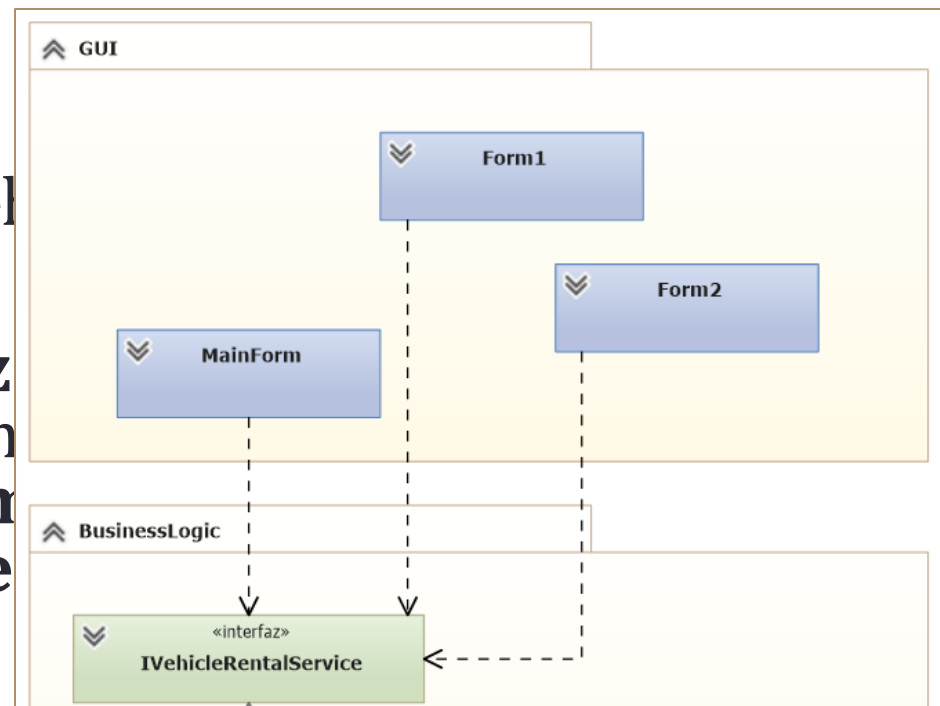 GUI
Form1
Form2
MainForm
BusinessLogic
«interfaz»
IVehicleRentalService